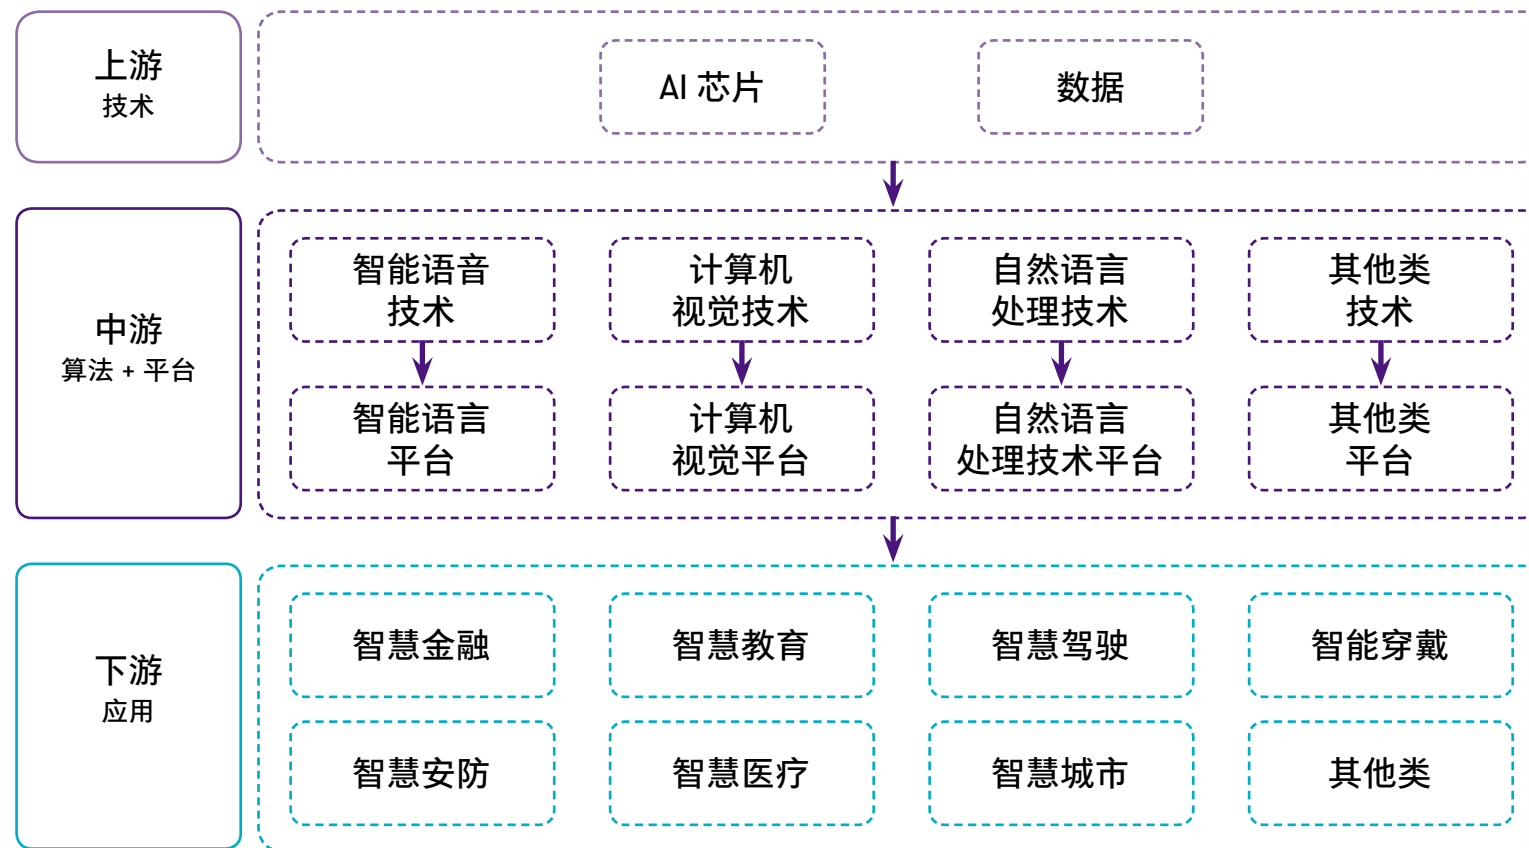 上游
技术
AI 芯片
数据
中游
算法 + 平台
智能语音
技术
计算机
视觉技术
自然语言
处理技术
其他类
技术
智能语言
平台
计算机
视觉平台
自然语言
处理技术平台
其他类
平台
下游
应用
智慧金融
智慧教育
智慧驾驶
智能穿戴
智慧安防
智慧医疗
智慧城市
其他类